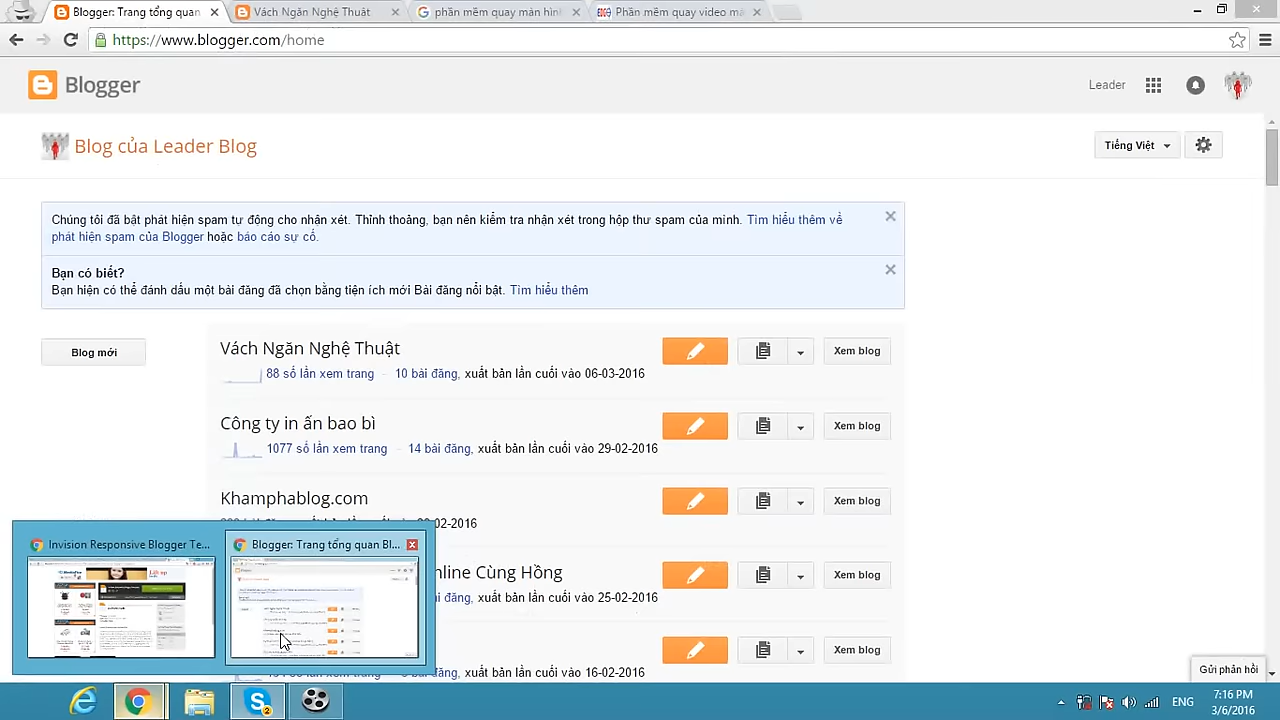 Blogger: Trang tổng quan
Vách Ngăn Nghệ Thuật
phần mềm quay màn hình
Phần mềm quay video mà
https://www.blogger.com/home
Blogger
Leader
Blog của Leader Blog
Tiếng Việt
Chúng tôi đã bật phát hiện spam tự động cho nhận xét. Thỉnh thoảng, bạn nên kiểm tra nhận xét trong hộp thư spam của mình. Tìm hiểu thêm về
phát hiện spam của Blogger hoặc báo cáo sự cố.
Bạn có biết?
Bạn hiện có thể đánh dấu một bài đăng đã chọn bằng tiện ích mới Bài đăng nổi bật. Tìm hiểu thêm
Blog mới
Vách Ngăn Nghệ Thuật
Xem blog
88 số lần xem trang – 10 bài đăng, xuất bản lần cuối vào 06-03-2016
Công ty in ấn bao bì
Xem blog
1077 số lần xem trang – 14 bài đăng, xuất bản lần cuối vào 29-02-2016
Khamphablog.com
Xem blog
02-2016
Invision Responsive Blogger Te...
Blogger: Trang tổng quan Bl...
nline Cùng Hồng
Xem blog
đăng, xuất bản lần cuối vào 25-02-2016
Xem blog
đăng, xuất bản lần cuối vào 16-02-2016
Gửi phản hồi
2
ENG
7:16 PM
3/6/2016